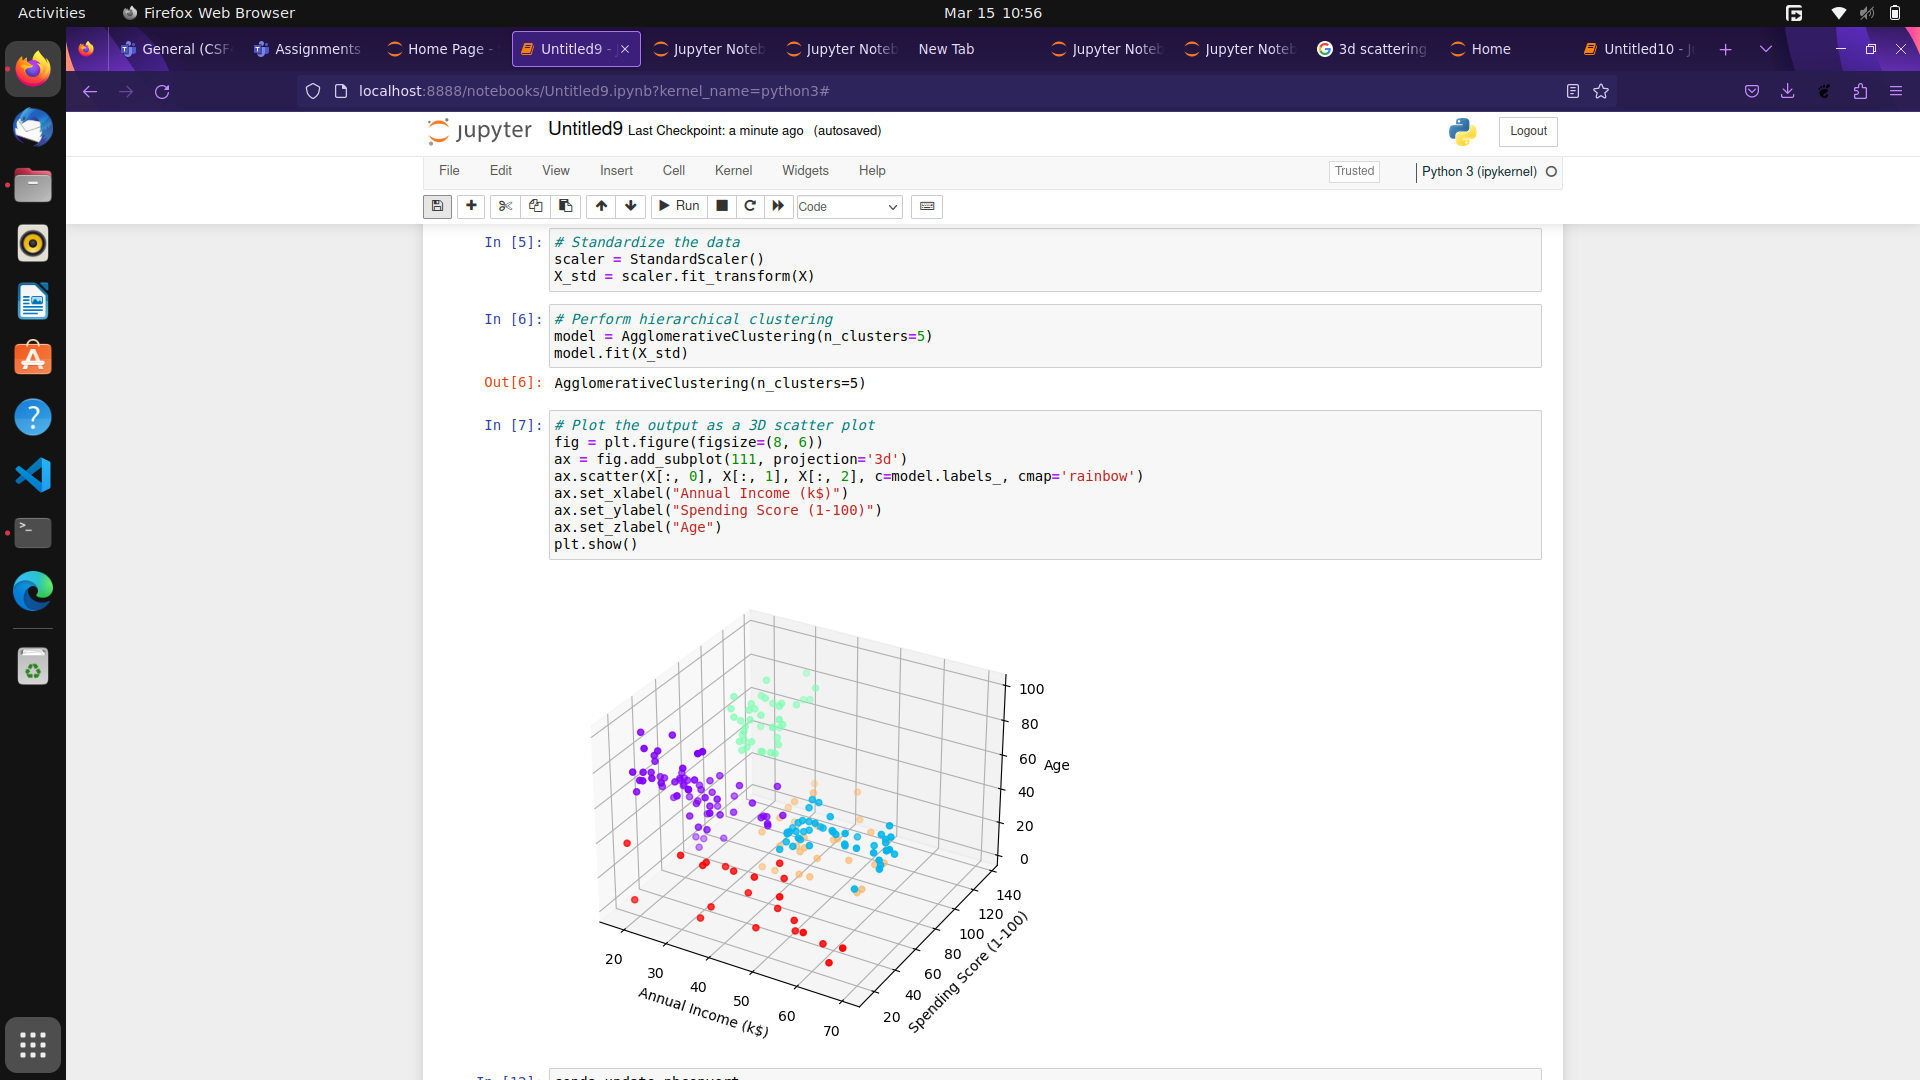 Activities
Firefox Web Browser
Mar 15 10:56
General (CSF
Assignments
Home Page -
Untitled9 - J
Jupyter Noteb
Jupyter Noteb
New Tab
Jupyter Noteb
Jupyter Noteb
3d scattering
Home
Untitled10 - J
localhost:8888/notebooks/Untitled9.ipynb?kernel_name=python3#
jupyter Untitled9 Last Checkpoint: a minute ago (autosaved)
Logout
File Edit View Insert Cell Kernel Widgets Help
Trusted
Python 3 (ipykernel)
Run
Code
In [5]: # Standardize the data
scaler = StandardScaler()
X_std = scaler.fit_transform(X)
In [6]: # Perform hierarchical clustering
model = AgglomerativeClustering(n_clusters=5)
model.fit(X_std)
Out[6]: AgglomerativeClustering(n_clusters=5)
In [7]: # Plot the output as a 3D scatter plot
fig = plt.figure(figsize=(8, 6))
ax = fig.add_subplot(111, projection='3d')
ax.scatter(X[:, 0], X[:, 1], X[:, 2], c=model.labels_, cmap='rainbow')
ax.set_xlabel("Annual Income (k$)")
ax.set_ylabel("Spending Score (1-100)")
ax.set_zlabel("Age")
plt.show()
100
80
60
Age
40
20
0
140
120
100
80
60
40
20
Spending Score (1-100)
20
30
40
50
60
70
Annual Income (k$)